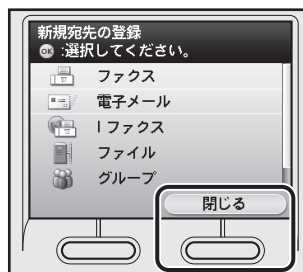 新規宛先の登録
OK :選択してください。
ファクス
電子メール
I ファクス
ファイル
グループ
閉じる